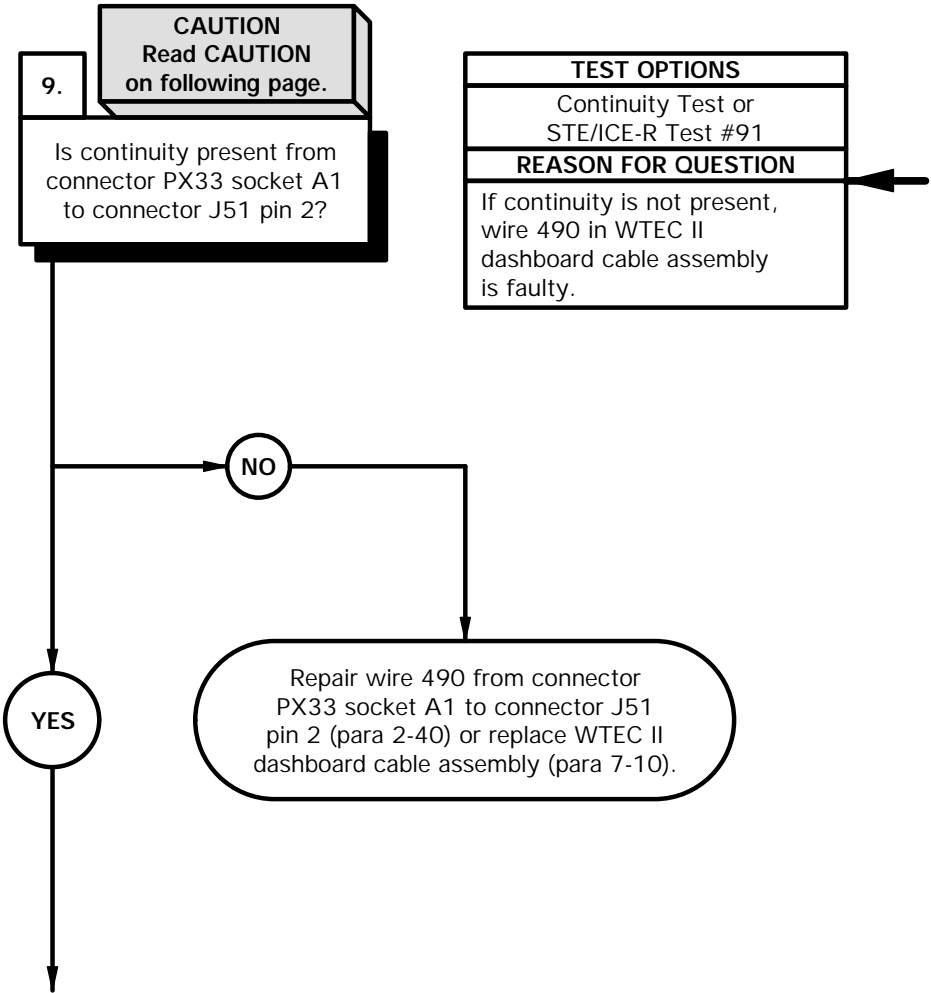 CAUTION
Read CAUTION
on following page.
9.
Is continuity present from
connector PX33 socket A1
to connector J51 pin 2?
TEST OPTIONS
Continuity Test or
STE/ICE-R Test #91
REASON FOR QUESTION
If continuity is not present,
wire 490 in WTEC II
dashboard cable assembly
is faulty.
NO
Repair wire 490 from connector
PX33 socket A1 to connector J51
pin 2 (para 2-40) or replace WTEC II
dashboard cable assembly (para 7-10).
YES